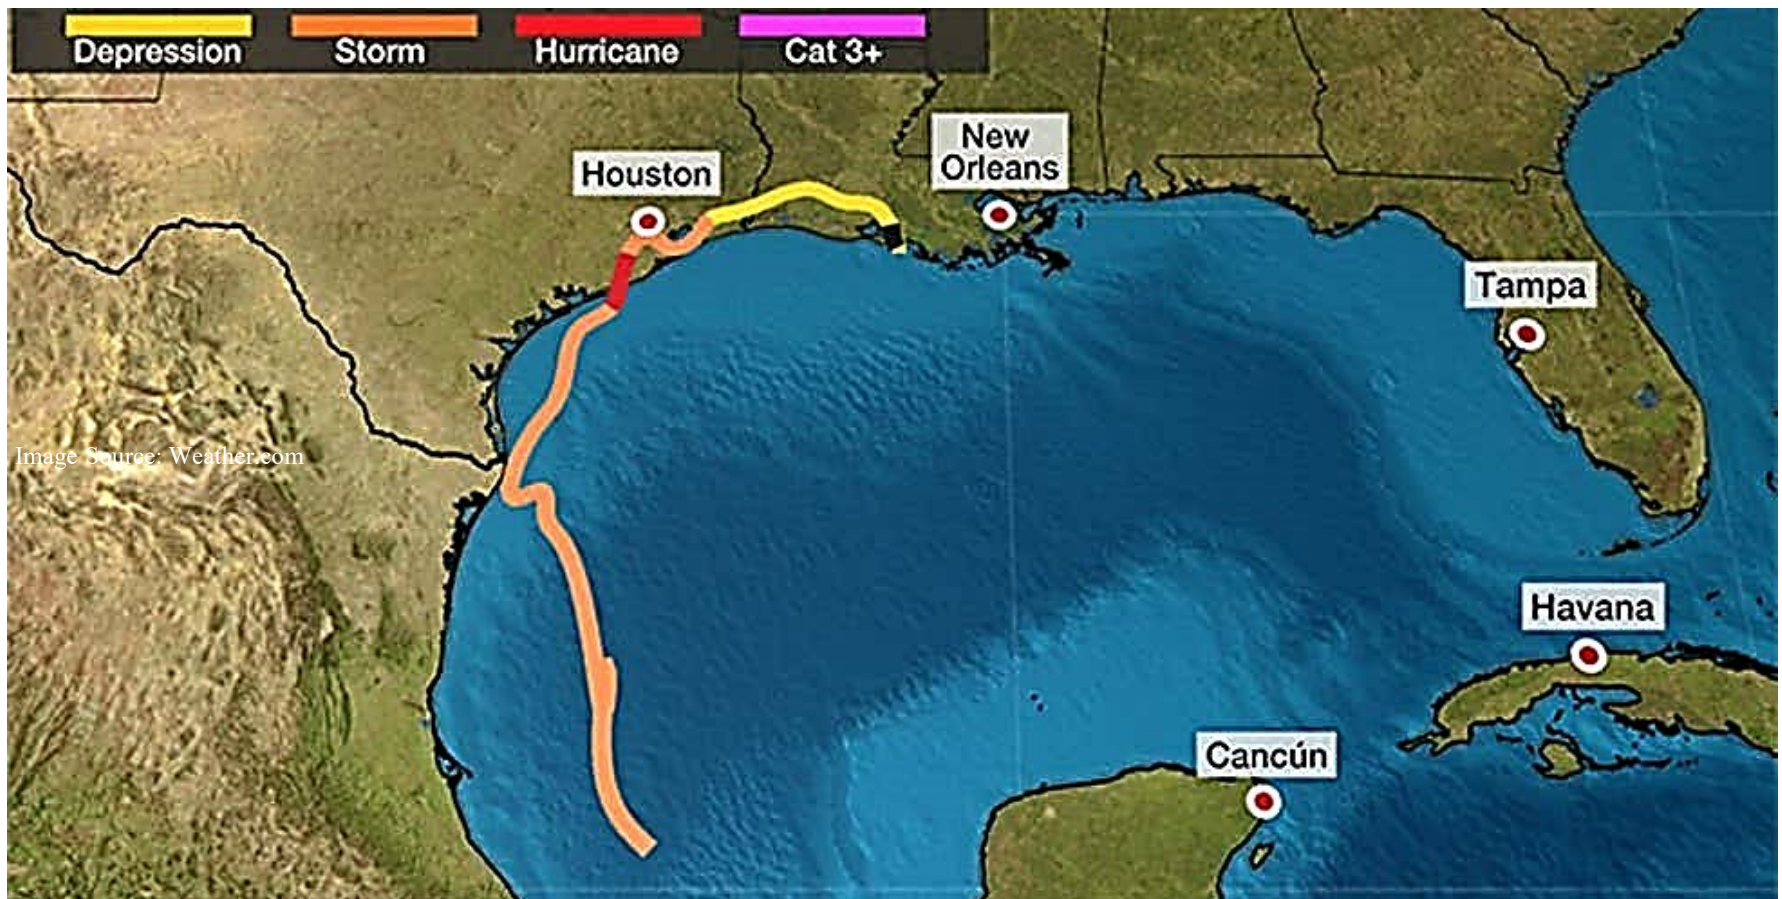 Depression
Storm
Hurricane
Cat 3+
New
Orleans
Houston
Tampa
Image Source: Weather.com
Havana
Cancún